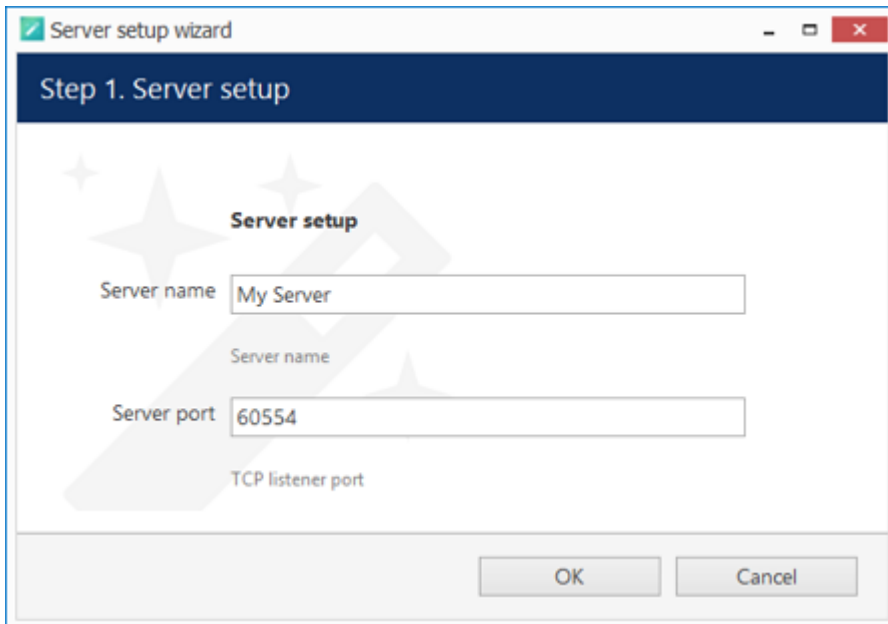 Server setup wizard
Step 1. Server setup
Server setup
Server name My Server
Server name
Server port 60554
TCP listener port
OK Cancel